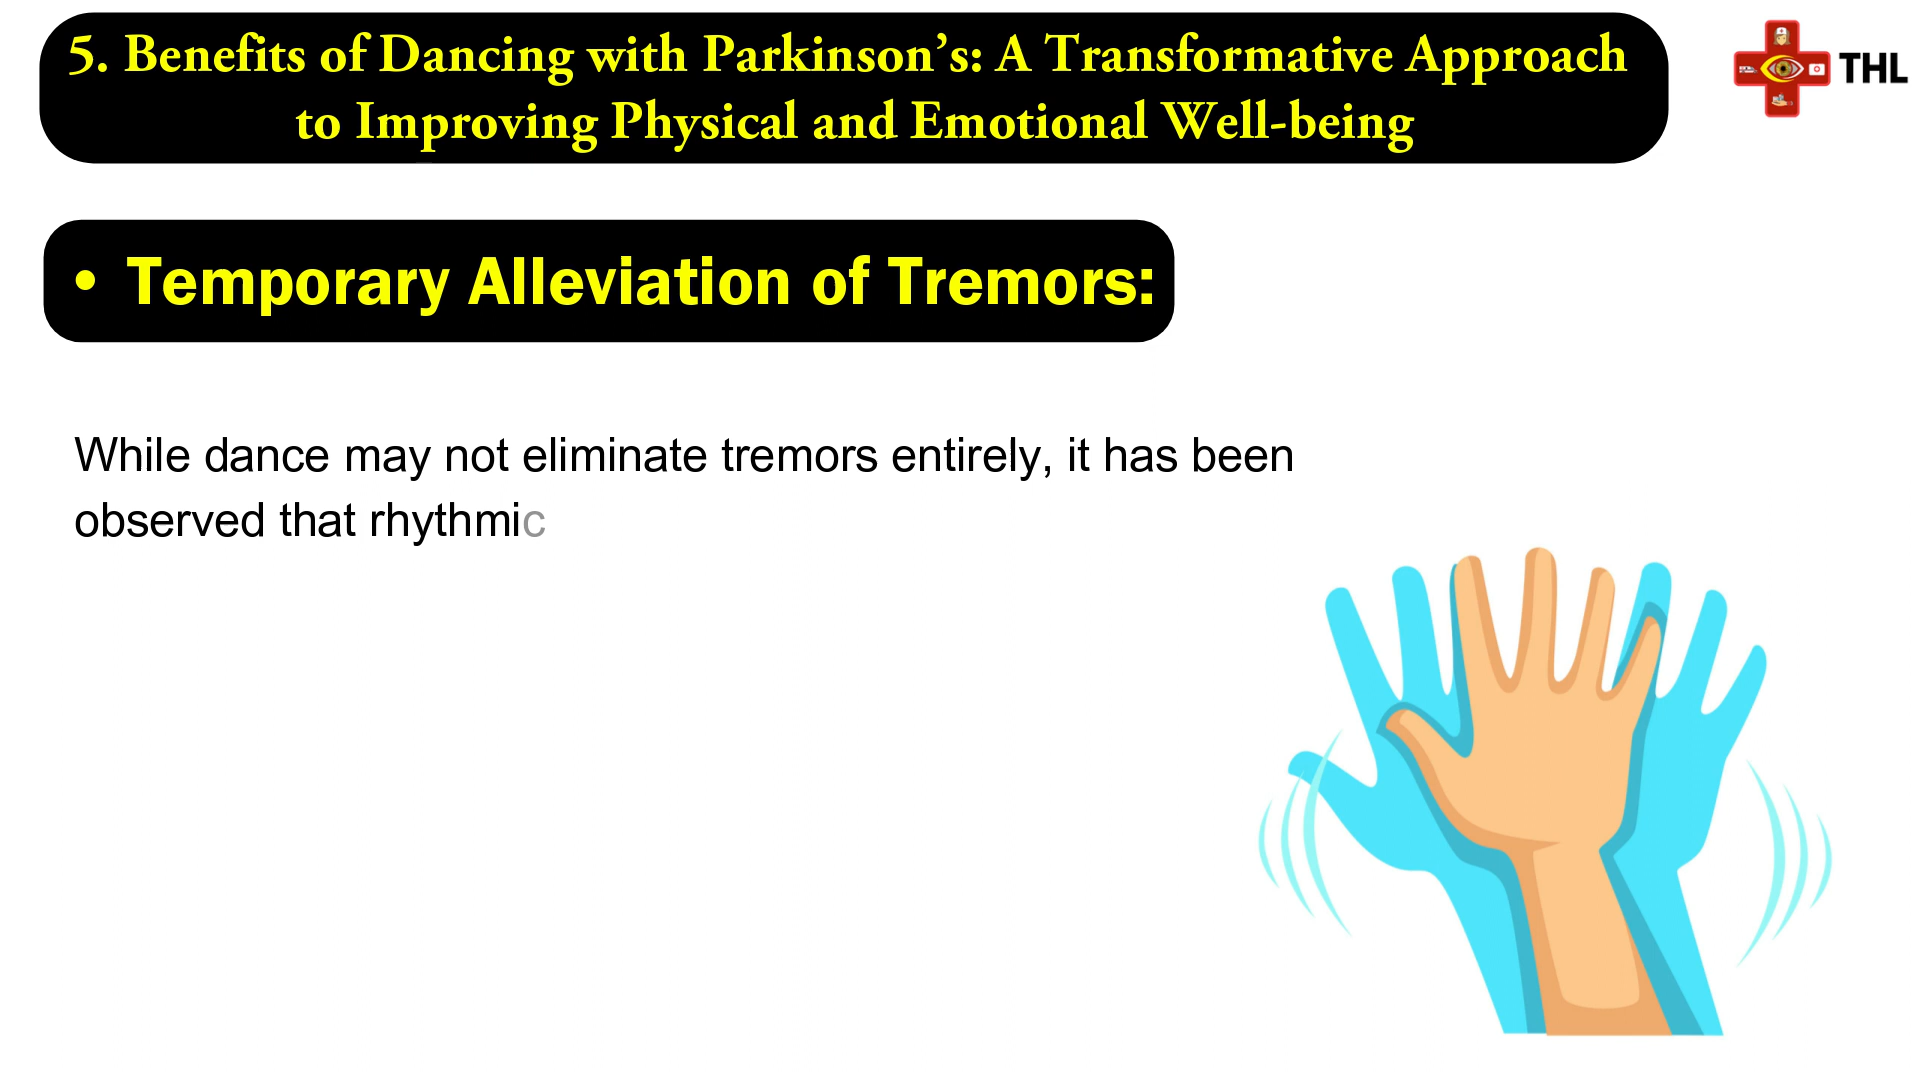 5. Benefits of Dancing with Parkinson’s: A Transformative Approach
to Improving Physical and Emotional Well-being
THL
• Temporary Alleviation of Tremors:
While dance may not eliminate tremors entirely, it has been
observed that rhythmic